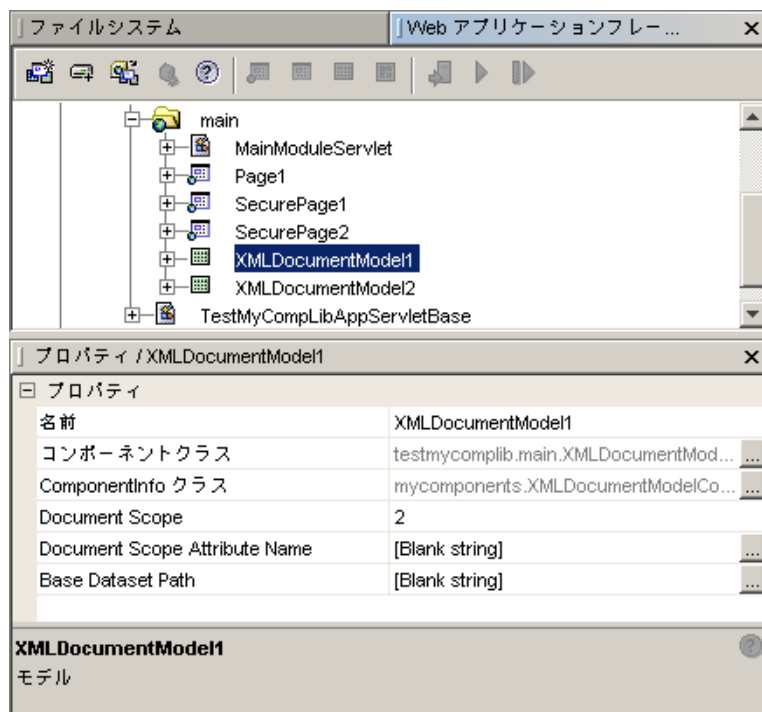 ファイルシステム
Web アプリケーションフレー...
main
MainModuleServlet
Page1
SecurePage1
SecurePage2
XMLDocumentModel1
XMLDocumentModel2
TestMyCompLibAppServletBase
プロパティ / XMLDocumentModel1
プロパティ
名前 XMLDocumentModel1
コンポーネントクラス testmycomplib.main.XMLDocumentMod... ...
ComponentInfo クラス mycomponents.XMLDocumentModelCo... ...
Document Scope 2
Document Scope Attribute Name [Blank string] ...
Base Dataset Path [Blank string] ...
XMLDocumentModel1
モデル